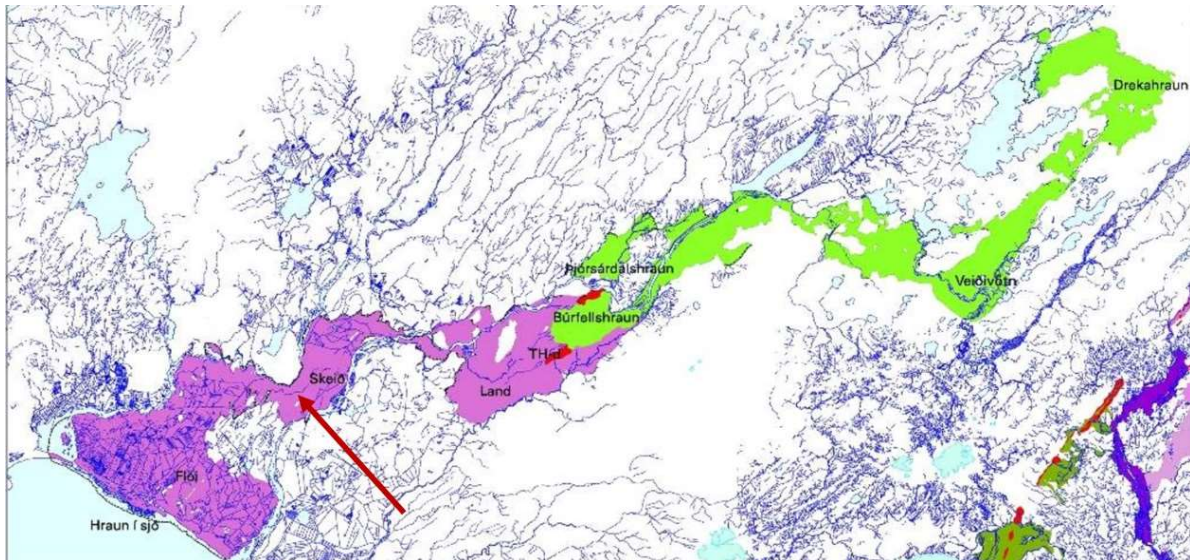 Drekahraun
Þjórsárdalshraun
Veiðivötn
Búrfellshraun
Skeið
Land
Flói
Hraun í sjó